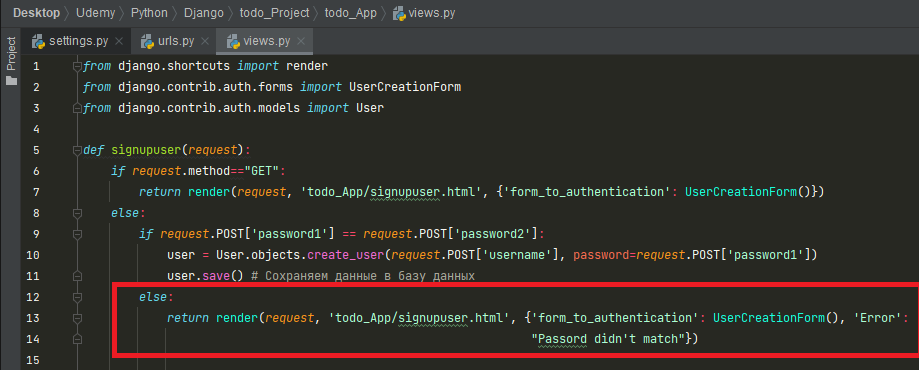 Desktop > Udemy > Python > Django > todo_Project > todo_App > views.py
Project
settings.py × urls.py × views.py ×
1 from django.shortcuts import render
2 from django.contrib.auth.forms import UserCreationForm
3 from django.contrib.auth.models import User
4
5 def signupuser(request):
6 if request.method=="GET":
7 return render(request, 'todo_App/signupuser.html', {'form_to_authentication': UserCreationForm()})
8 else:
9 if request.POST['password1'] == request.POST['password2']:
10 user = User.objects.create_user(request.POST['username'], password=request.POST['password1'])
11 user.save() # Сохраняем данные в базу данных
12 else:
13 return render(request, 'todo_App/signupuser.html', {'form_to_authentication': UserCreationForm(), 'Error':
14 "Passord didn't match"})
15